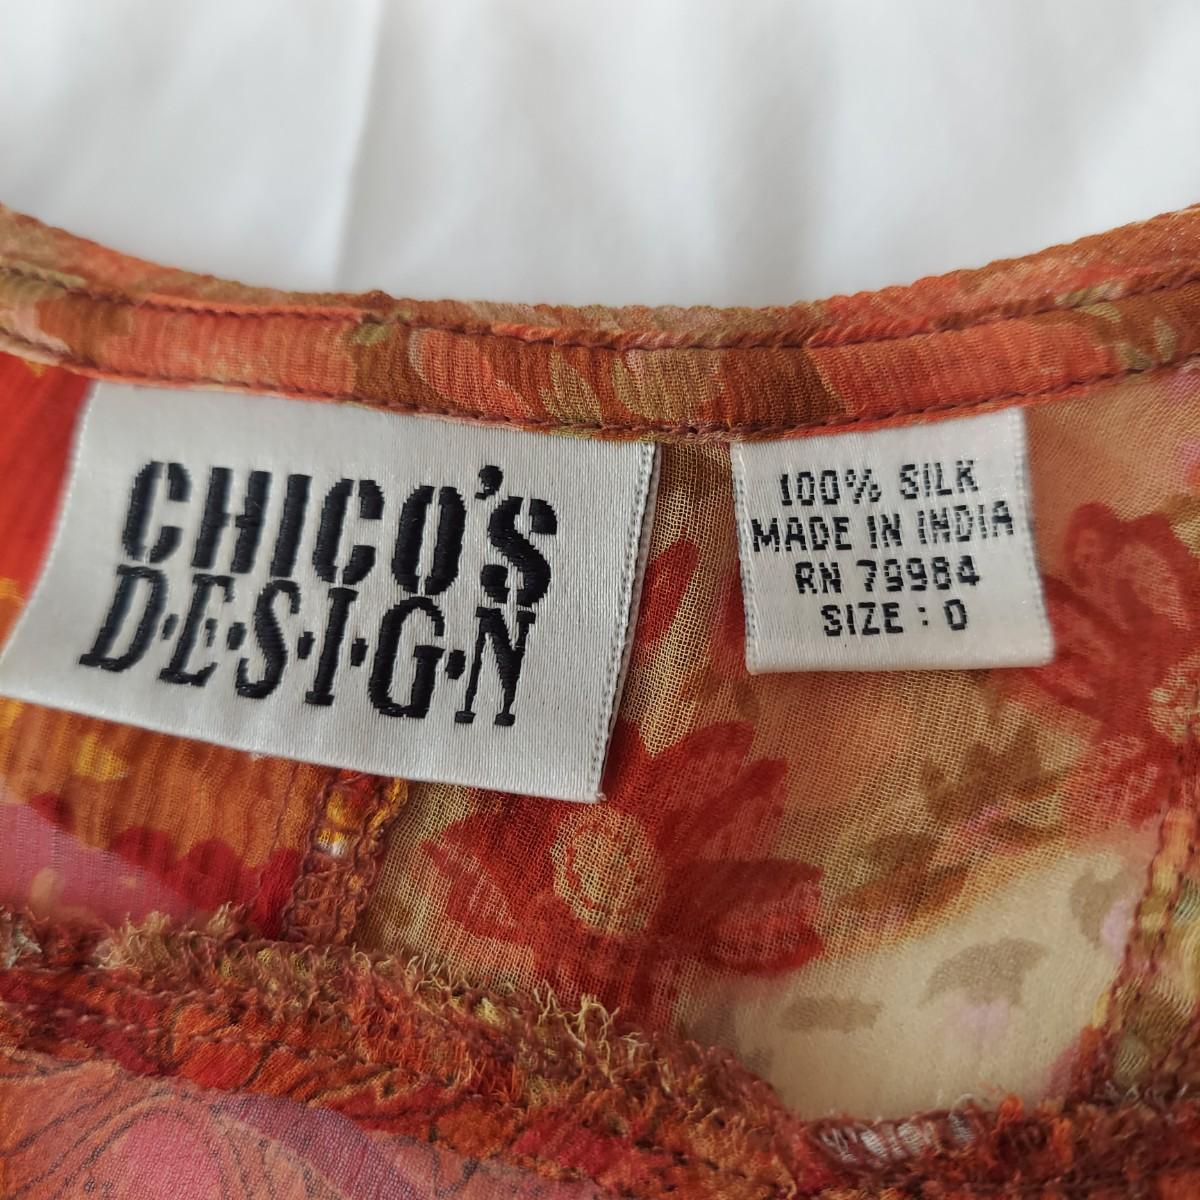 CHICO'S
D·E·S·I·G·N
100% SILK
MADE IN INDIA
RN 79984
SIZE : 0